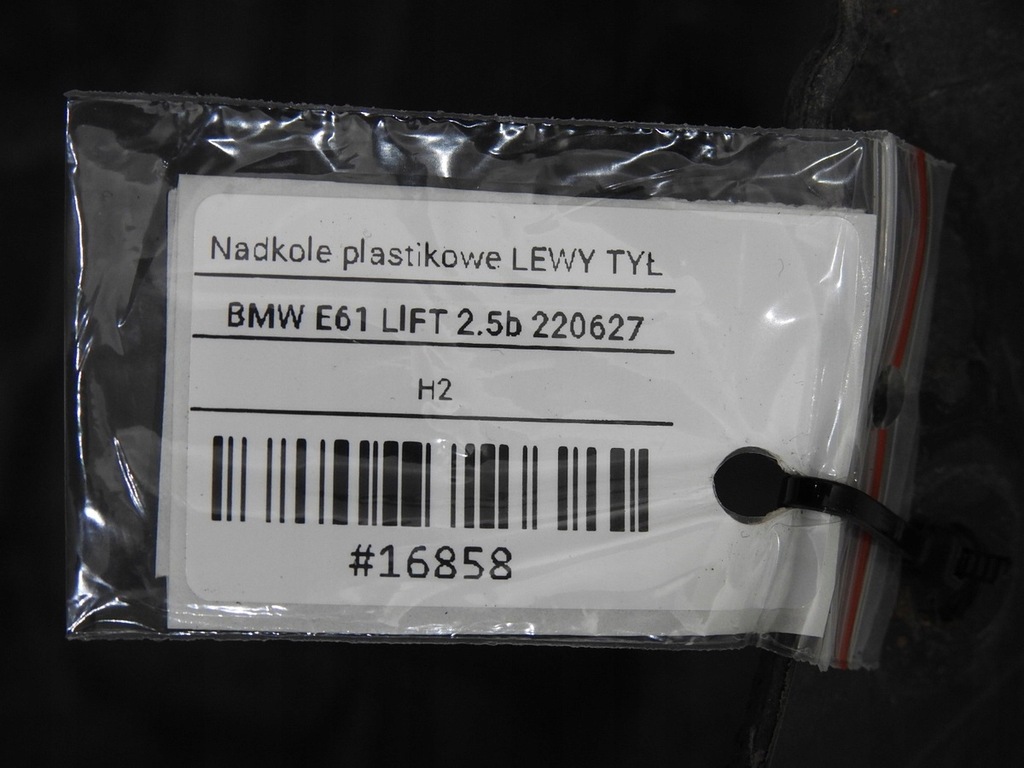 Nadkole plastikowe LEWY TYŁ
BMW E61 LIFT 2.5b 220627
H2
#16858